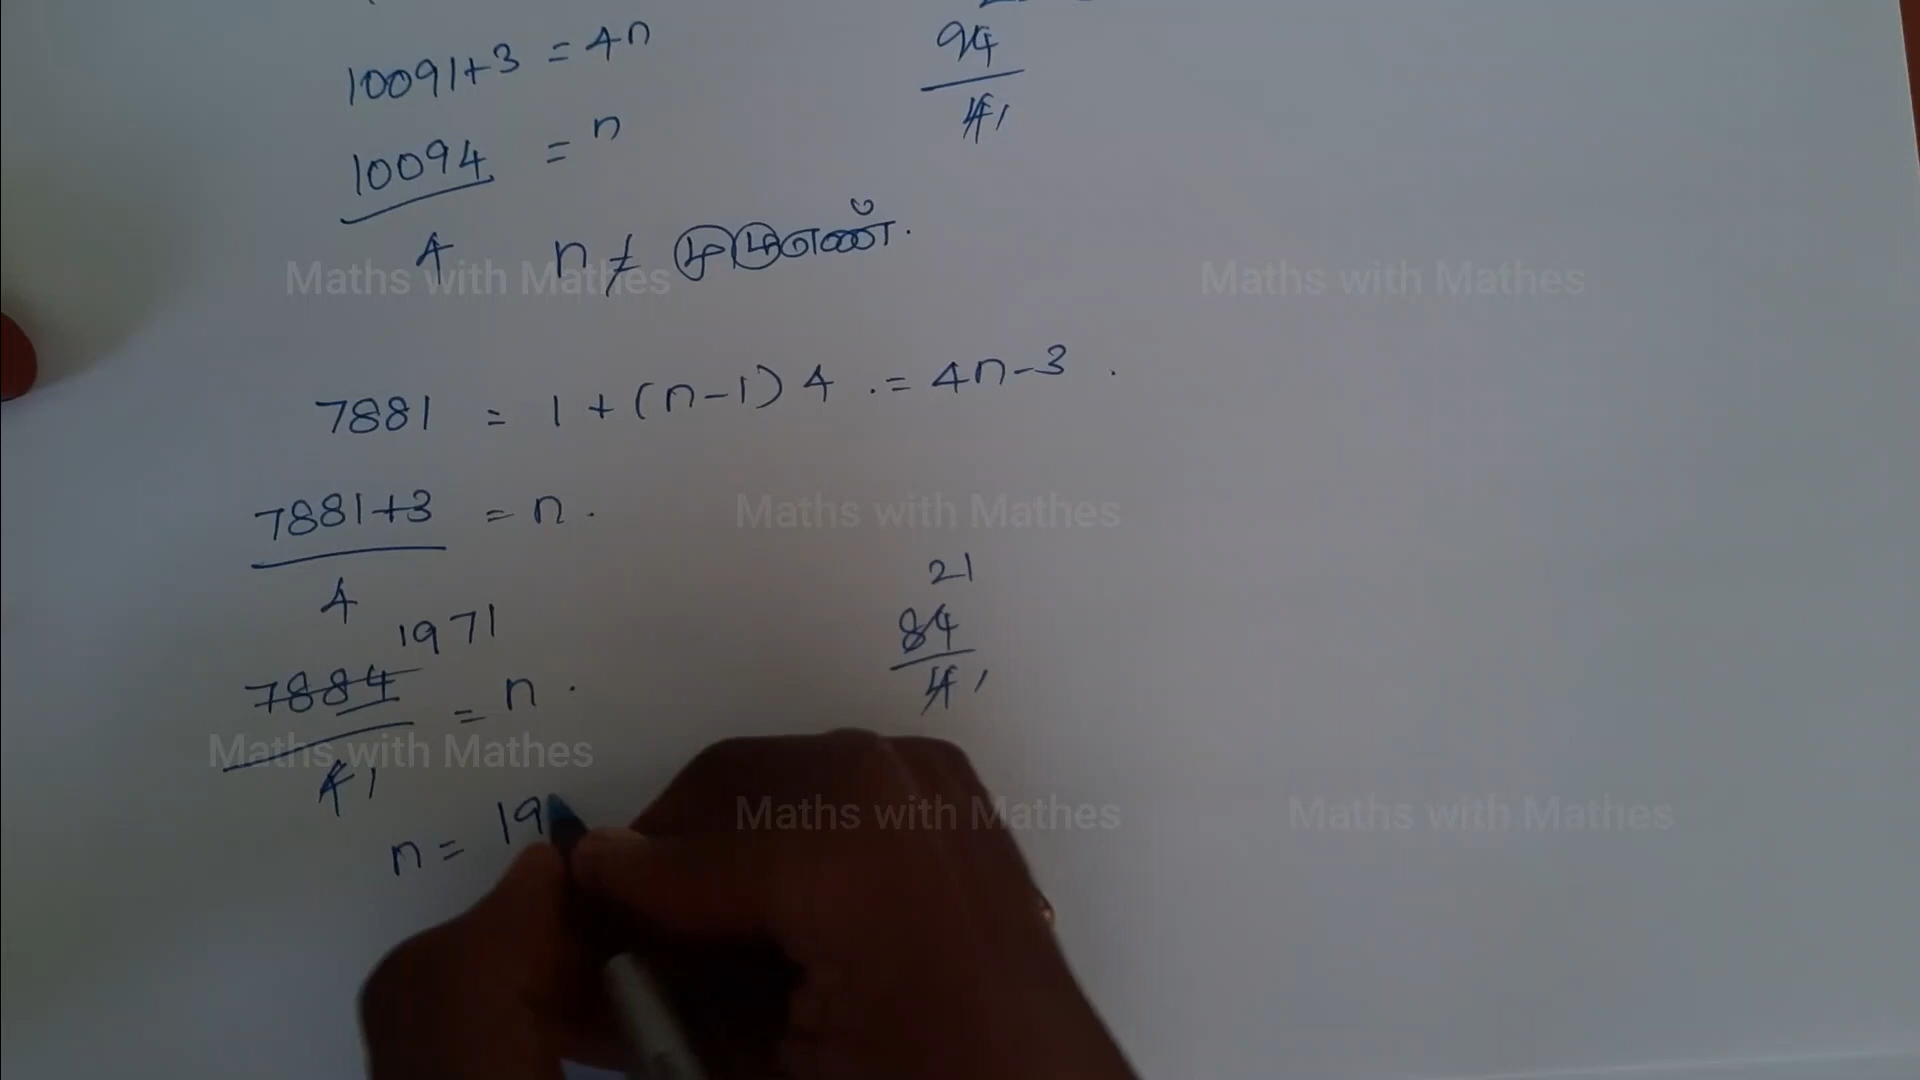 10091+3 = 4n
94
4 1
10094 = n
4
n ≠ முழுஎண்.
7881 = 1 + (n-1) 4 . = 4n-3 .
7881+3 = n .
4
1971
7884 = n .
4 1
21
84
4 1
n = 19
Maths with Mathes
Maths with Mathes
Maths with Mathes
Maths with Mathes
Maths with Mathes
Maths with Mathes